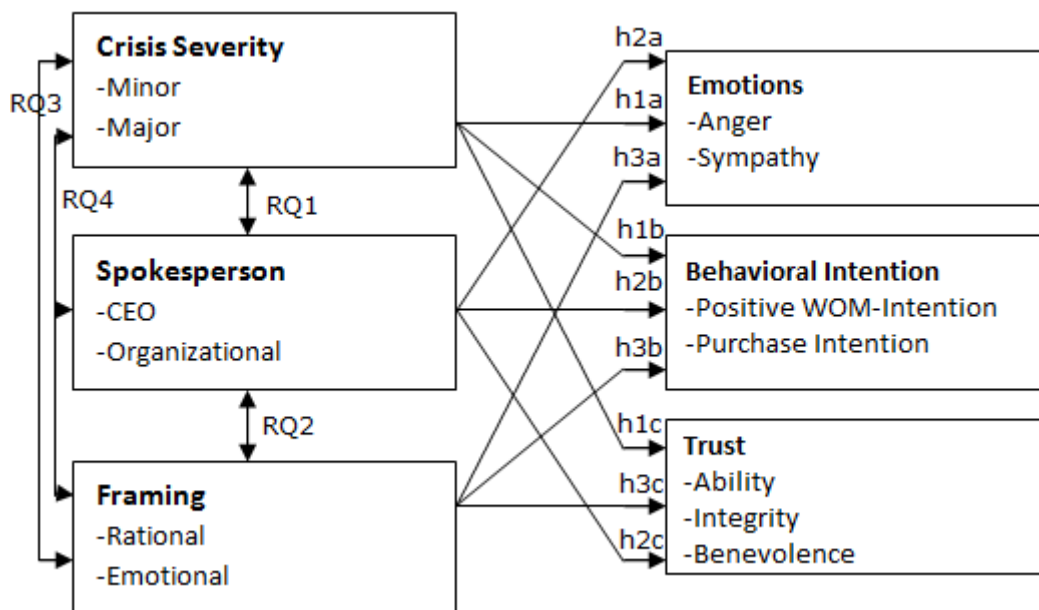 Crisis Severity
-Minor
-Major
RQ3
RQ4
RQ1
Spokesperson
-CEO
-Organizational
RQ2
Framing
-Rational
-Emotional
h2a
h1a
h3a
Emotions
-Anger
-Sympathy
h1b
h2b
h3b
Behavioral Intention
-Positive WOM-Intention
-Purchase Intention
h1c
h3c
h2c
Trust
-Ability
-Integrity
-Benevolence